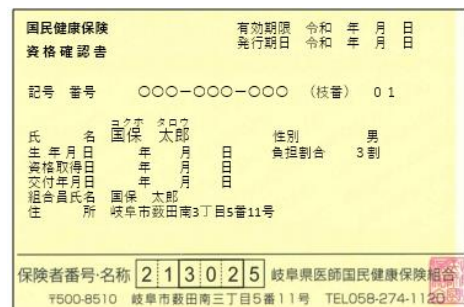 国民健康保険 有効期限 令和 年 月 日
資格確認書 発行期日 令和 年 月 日
記号 番号 ○○○-○○○-○○○ (枝番) 01
コクホ タロウ
氏 名 国保 太郎 性別 男
生年月日 年 月 日 負担割合 3割
資格取得日 年 月 日
交付年月日 年 月 日
組合員氏名 国保 太郎
住 所 岐阜市薮田南3丁目5番11号
保険者番号・名称 213025 岐阜県医師国民健康保険組合
〒500-8510 岐阜市薮田南三丁目5番11号 TEL058-274-1120